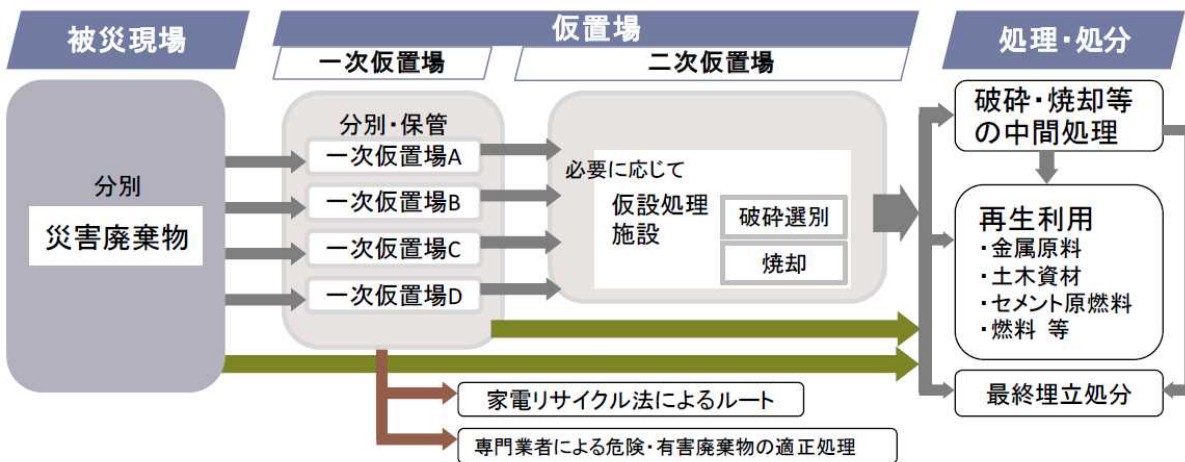 被災現場
仮置場
処理・処分
一次仮置場
二次仮置場
分別
災害廃棄物
分別・保管
一次仮置場A
一次仮置場B
一次仮置場C
一次仮置場D
必要に応じて
仮設処理
施設
破砕選別
焼却
破砕・焼却等
の中間処理
再生利用
・金属原料
・土木資材
・セメント原燃料
・燃料 等
最終埋立処分
家電リサイクル法によるルート
専門業者による危険・有害廃棄物の適正処理